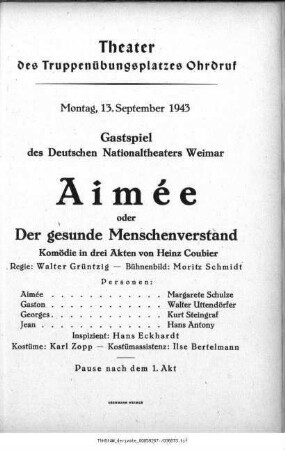 Theater
des Truppenübungsplatzes Ohrdruf
Montag, 13. September 1943
Gastspiel
des Deutschen Nationaltheaters Weimar
Aimée
oder
Der gesunde Menschenverstand
Komödie in drei Akten von Heinz Coubier
Regie: Walter Grüntzig — Bühnenbild: Moritz Schmidt
Personen:
Aimée . . . . . . . . . . . . Margarete Schulze
Gaston . . . . . . . . . . . . Walter Uttendörfer
Georges . . . . . . . . . . . . Kurt Steingraf
Jean . . . . . . . . . . . . Hans Antony
Inspizient: Hans Eckhardt
Kostüme: Karl Zopp — Kostümassistenz: Ilse Bertelmann
Pause nach dem 1. Akt